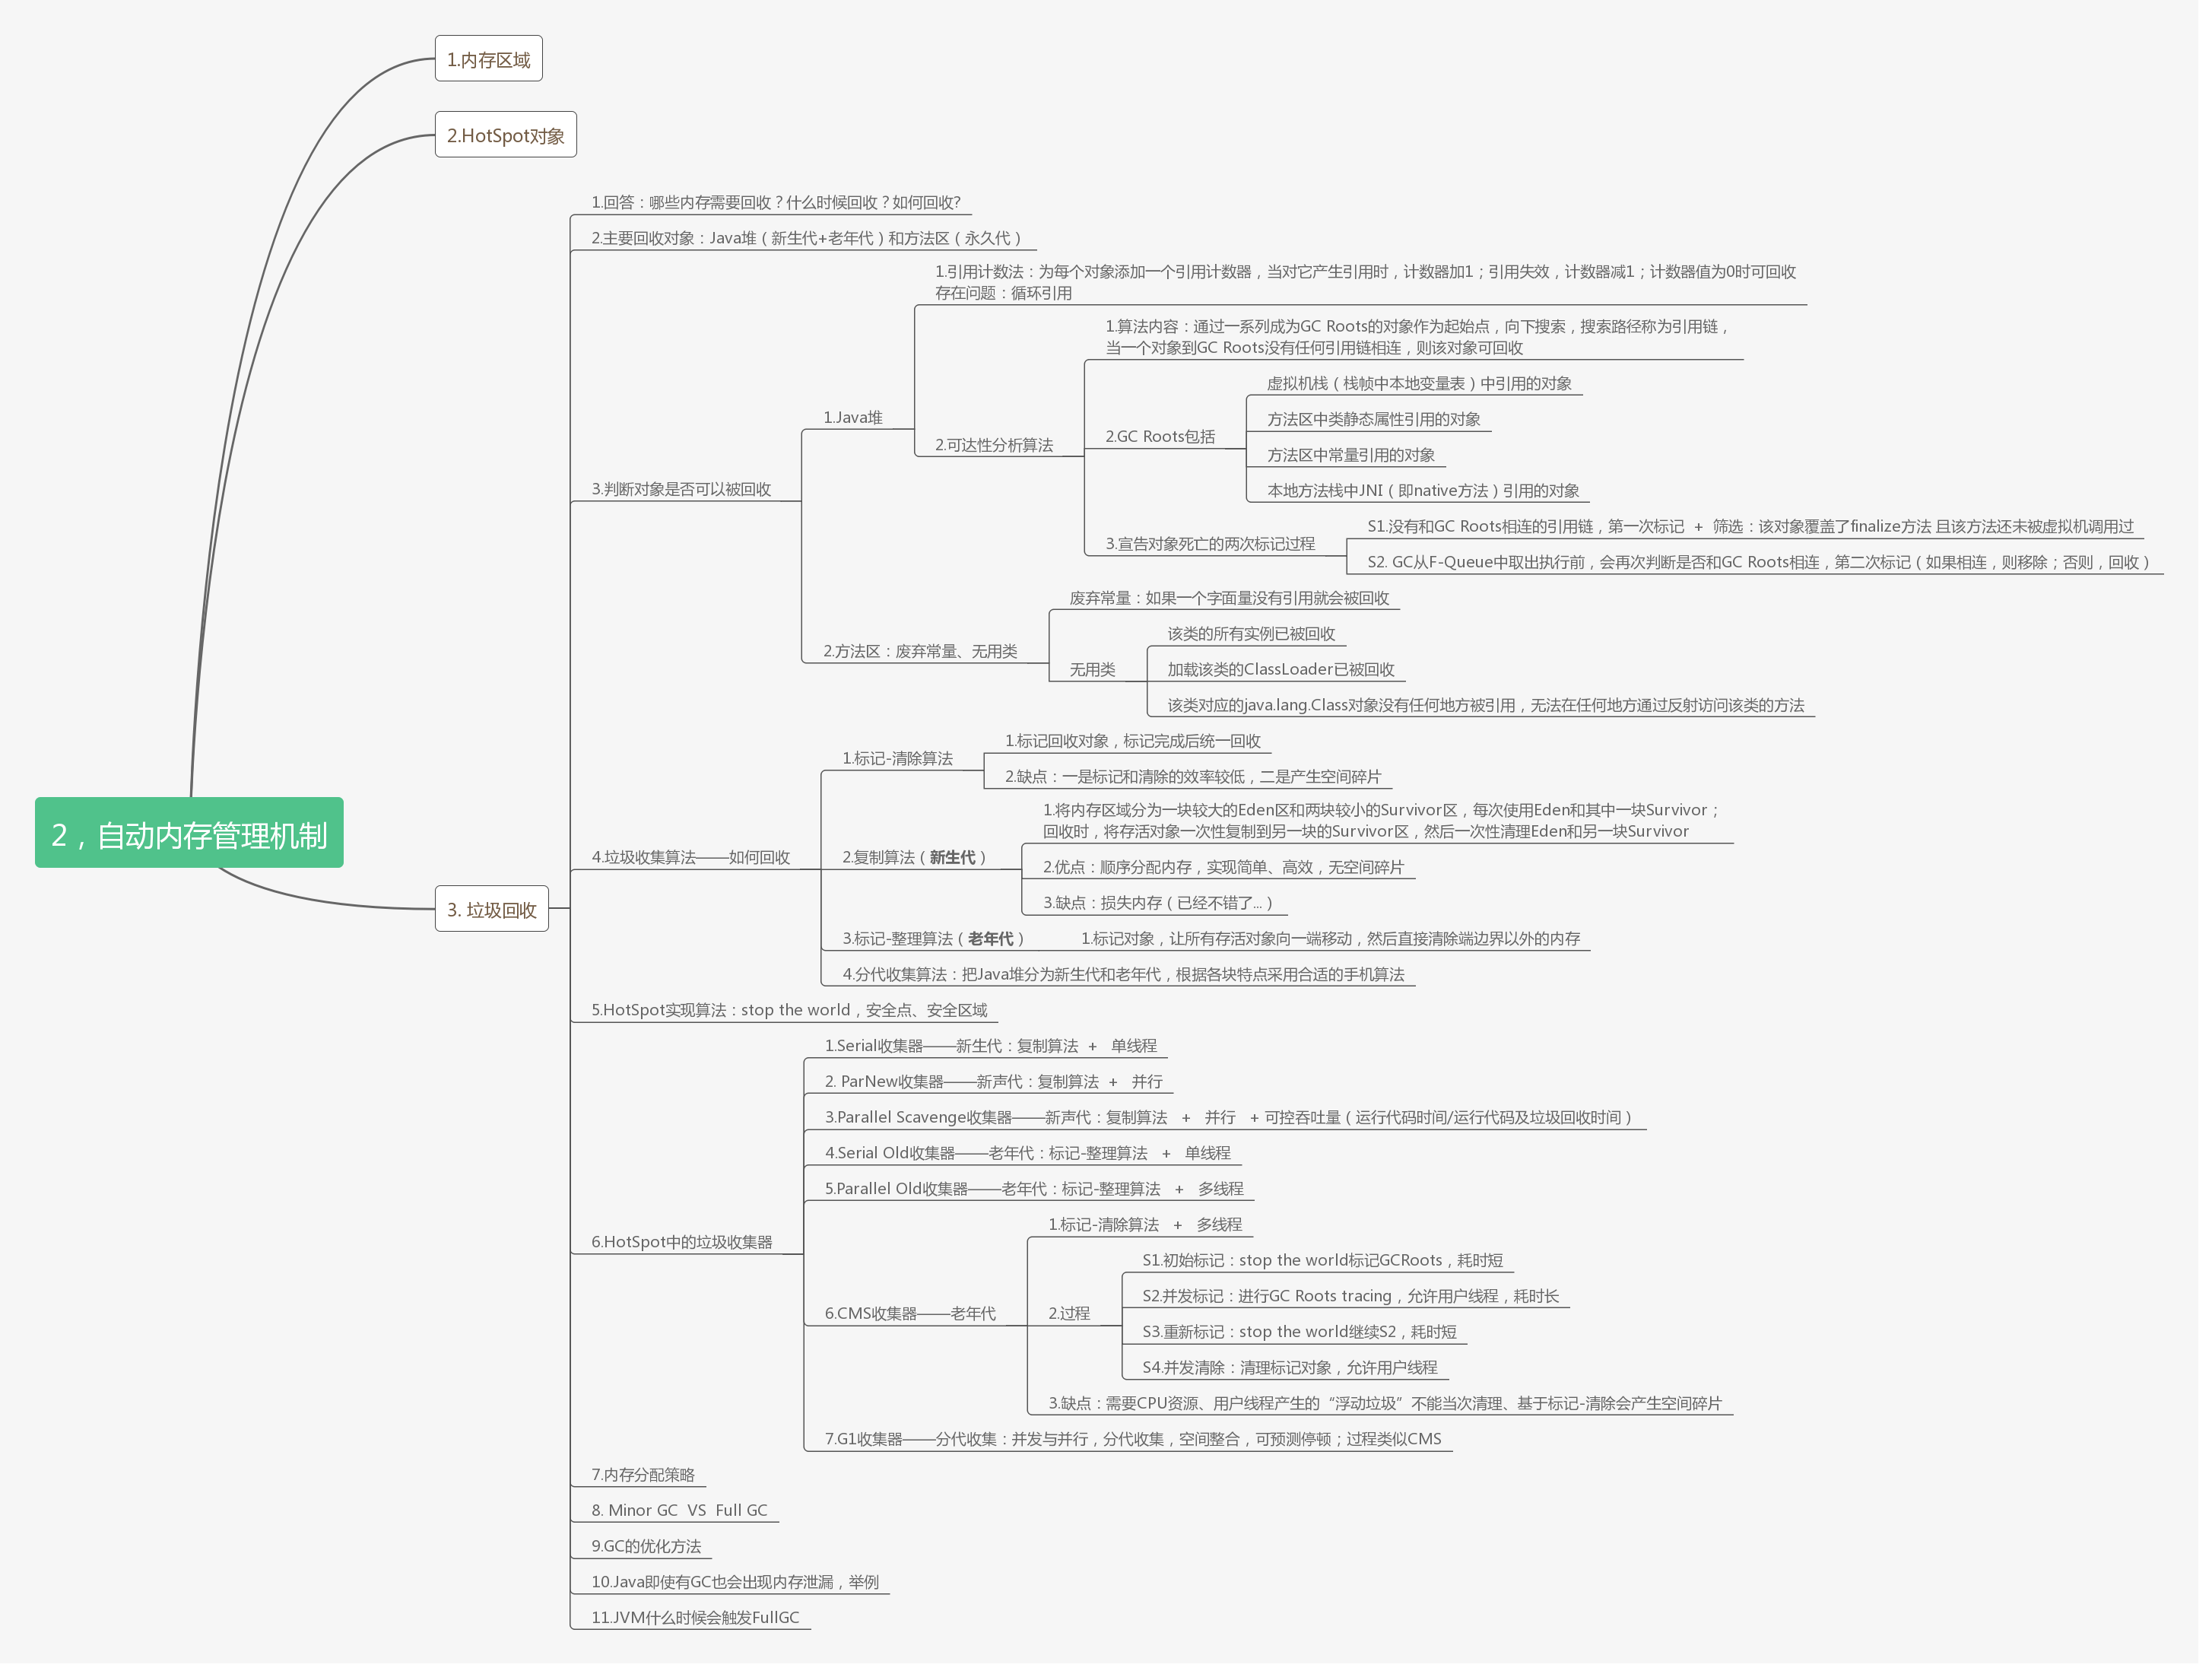 1.内存区域
2.HotSpot对象
2，自动内存管理机制
3. 垃圾回收
1.回答：哪些内存需要回收？什么时候回收？如何回收?
2.主要回收对象：Java堆（新生代+老年代）和方法区（永久代）
3.判断对象是否可以被回收
1.Java堆
1.引用计数法：为每个对象添加一个引用计数器，当对它产生引用时，计数器加1；引用失效，计数器减1；计数器值为0时可回收
存在问题：循环引用
2.可达性分析算法
1.算法内容：通过一系列成为GC Roots的对象作为起始点，向下搜索，搜索路径称为引用链，
当一个对象到GC Roots没有任何引用链相连，则该对象可回收
2.GC Roots包括
虚拟机栈（栈帧中本地变量表）中引用的对象
方法区中类静态属性引用的对象
方法区中常量引用的对象
本地方法栈中JNI（即native方法）引用的对象
3.宣告对象死亡的两次标记过程
S1.没有和GC Roots相连的引用链，第一次标记 + 筛选：该对象覆盖了finalize方法 且该方法还未被虚拟机调用过
S2. GC从F-Queue中取出执行前，会再次判断是否和GC Roots相连，第二次标记（如果相连，则移除；否则，回收）
2.方法区：废弃常量、无用类
废弃常量：如果一个字面量没有引用就会被回收
无用类
该类的所有实例已被回收
加载该类的ClassLoader已被回收
该类对应的java.lang.Class对象没有任何地方被引用，无法在任何地方通过反射访问该类的方法
4.垃圾收集算法——如何回收
1.标记-清除算法
1.标记回收对象，标记完成后统一回收
2.缺点：一是标记和清除的效率较低，二是产生空间碎片
2.复制算法（新生代）
1.将内存区域分为一块较大的Eden区和两块较小的Survivor区，每次使用Eden和其中一块Survivor；
回收时，将存活对象一次性复制到另一块的Survivor区，然后一次性清理Eden和另一块Survivor
2.优点：顺序分配内存，实现简单、高效，无空间碎片
3.缺点：损失内存（已经不错了...）
3.标记-整理算法（老年代）
1.标记对象，让所有存活对象向一端移动，然后直接清除端边界以外的内存
4.分代收集算法：把Java堆分为新生代和老年代，根据各块特点采用合适的手机算法
5.HotSpot实现算法：stop the world，安全点、安全区域
6.HotSpot中的垃圾收集器
1.Serial收集器——新生代：复制算法 + 单线程
2. ParNew收集器——新声代：复制算法 + 并行
3.Parallel Scavenge收集器——新声代：复制算法 + 并行 + 可控吞吐量（运行代码时间/运行代码及垃圾回收时间）
4.Serial Old收集器——老年代：标记-整理算法 + 单线程
5.Parallel Old收集器——老年代：标记-整理算法 + 多线程
6.CMS收集器——老年代
1.标记-清除算法 + 多线程
2.过程
S1.初始标记：stop the world标记GCRoots，耗时短
S2.并发标记：进行GC Roots tracing，允许用户线程，耗时长
S3.重新标记：stop the world继续S2，耗时短
S4.并发清除：清理标记对象，允许用户线程
3.缺点：需要CPU资源、用户线程产生的“浮动垃圾”不能当次清理、基于标记-清除会产生空间碎片
7.G1收集器——分代收集：并发与并行，分代收集，空间整合，可预测停顿；过程类似CMS
7.内存分配策略
8. Minor GC VS Full GC
9.GC的优化方法
10.Java即使有GC也会出现内存泄漏，举例
11.JVM什么时候会触发FullGC